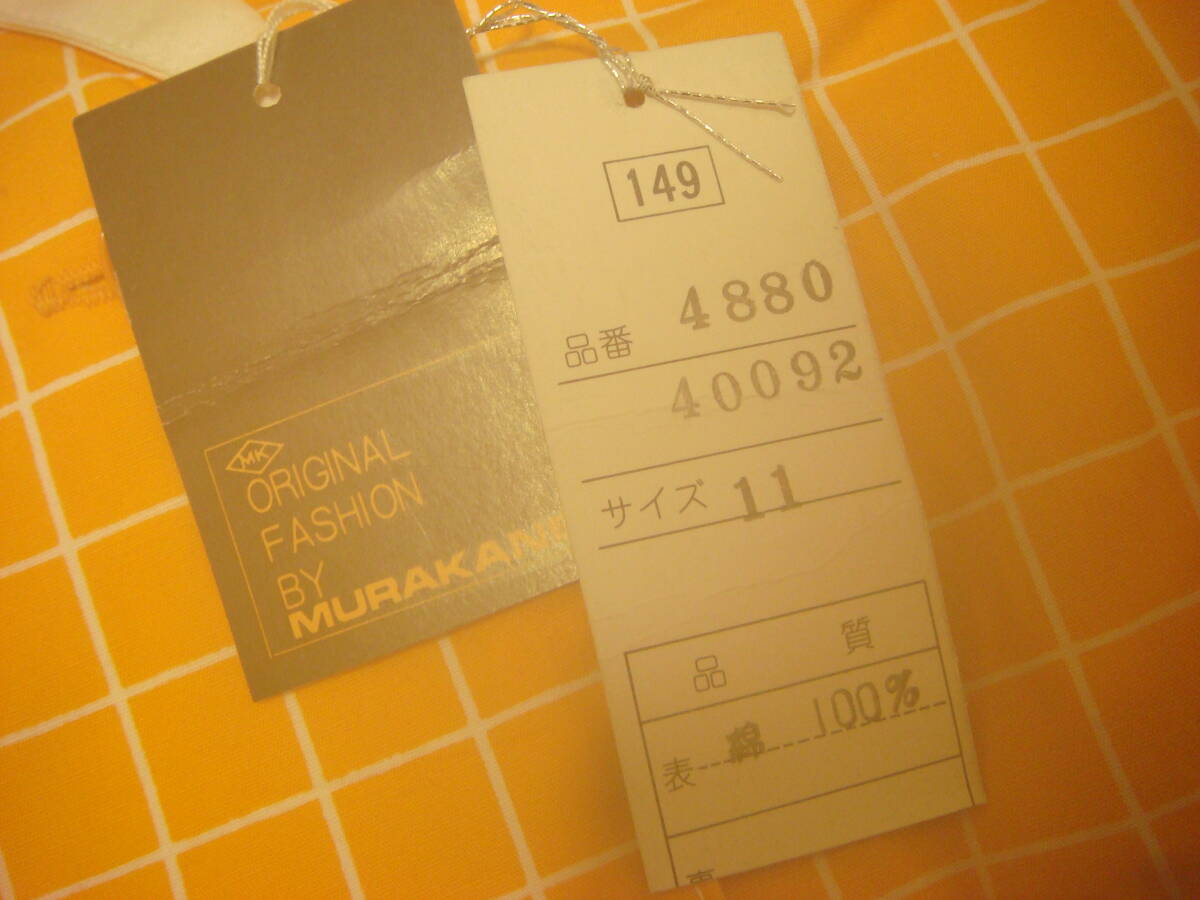 MK
ORIGINAL
FASHION
BY
MURAKAMI
149
品番 4880
40092
サイズ 11
品 質
表 綿 100%